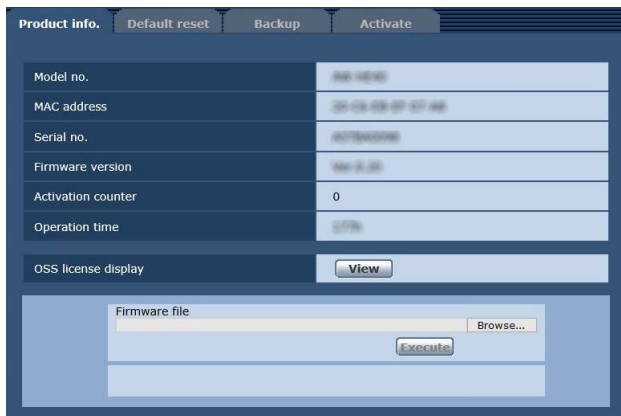 Product info. Default reset Backup Activate
Model no.
MAC address
Serial no.
Firmware version
Activation counter 0
Operation time
OSS license display View
Firmware file
Browse...
Execute